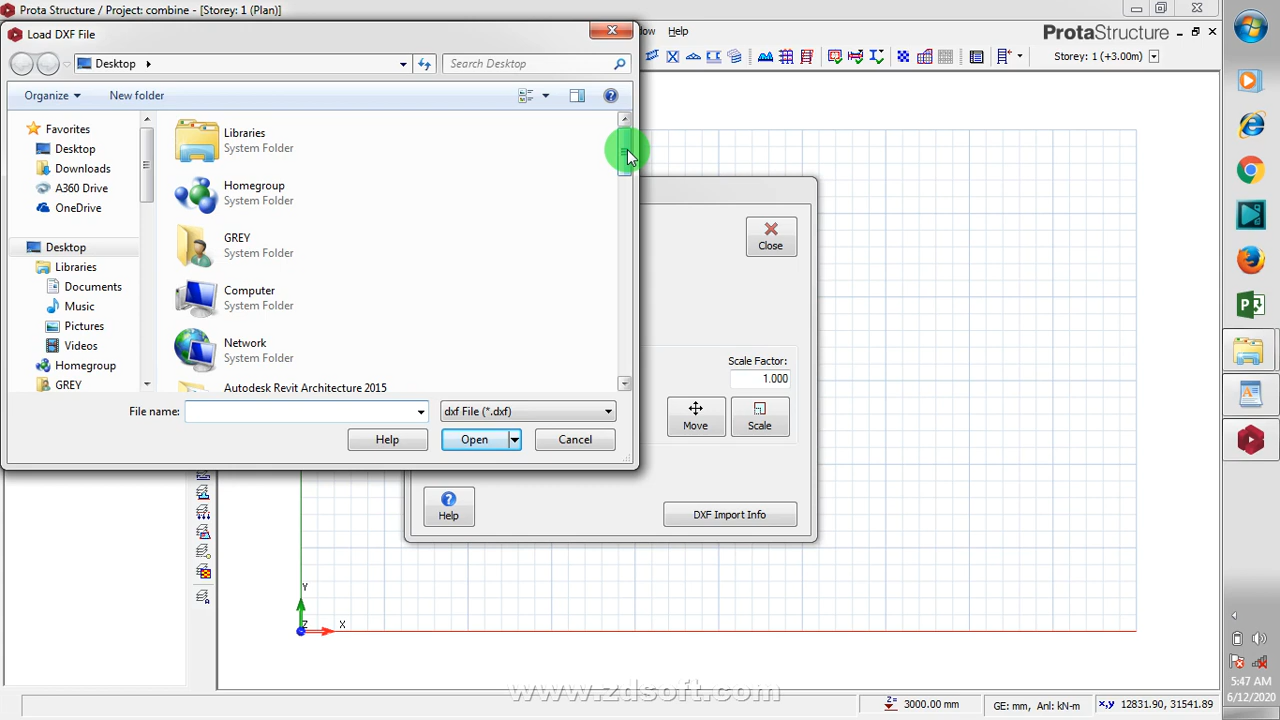 Prota Structure / Project: combine - [Storey: 1 (Plan)]
Load DXF File
Help
ProtaStructure
Desktop
Search Desktop
Storey: 1 (+3.00m)
Organize
New folder
Favorites
Desktop
Downloads
A360 Drive
OneDrive
Desktop
Libraries
Documents
Music
Pictures
Videos
Homegroup
GREY
Libraries
System Folder
Homegroup
System Folder
GREY
System Folder
Computer
System Folder
Network
System Folder
Autodesk Revit Architecture 2015
File name:
dxf File (*.dxf)
Help
Open
Cancel
Close
Scale Factor:
1.000
Move
Scale
Help
DXF Import Info
Y
Z
X
www.zdsoft.com
Z=
3000.00 mm
GE: mm, Anl: kN-m
x,y
12831.90, 31541.89
5:47 AM
6/12/2020